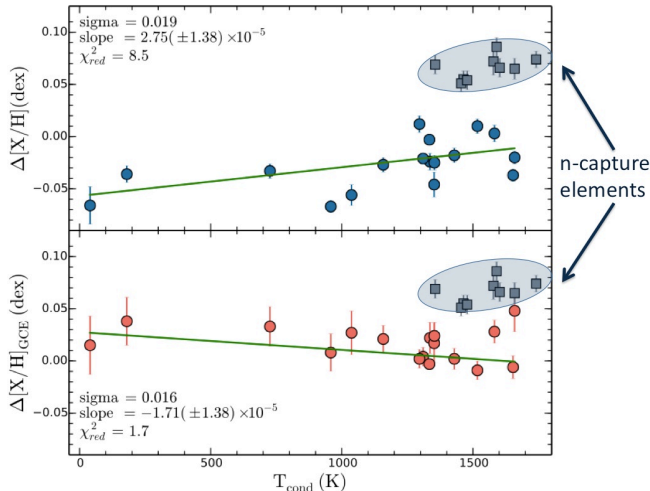 sigma = 0.019
slope = 2.75(±1.38) ×10⁻⁵
χ²red = 8.5
0.10
0.05
0.00
−0.05
Δ[X/H](dex)
n-capture
elements
0.10
0.05
0.00
−0.05
Δ[X/H]GCE (dex)
sigma = 0.016
slope = −1.71(±1.38) ×10⁻⁵
χ²red = 1.7
0
500
1000
1500
Tcond (K)